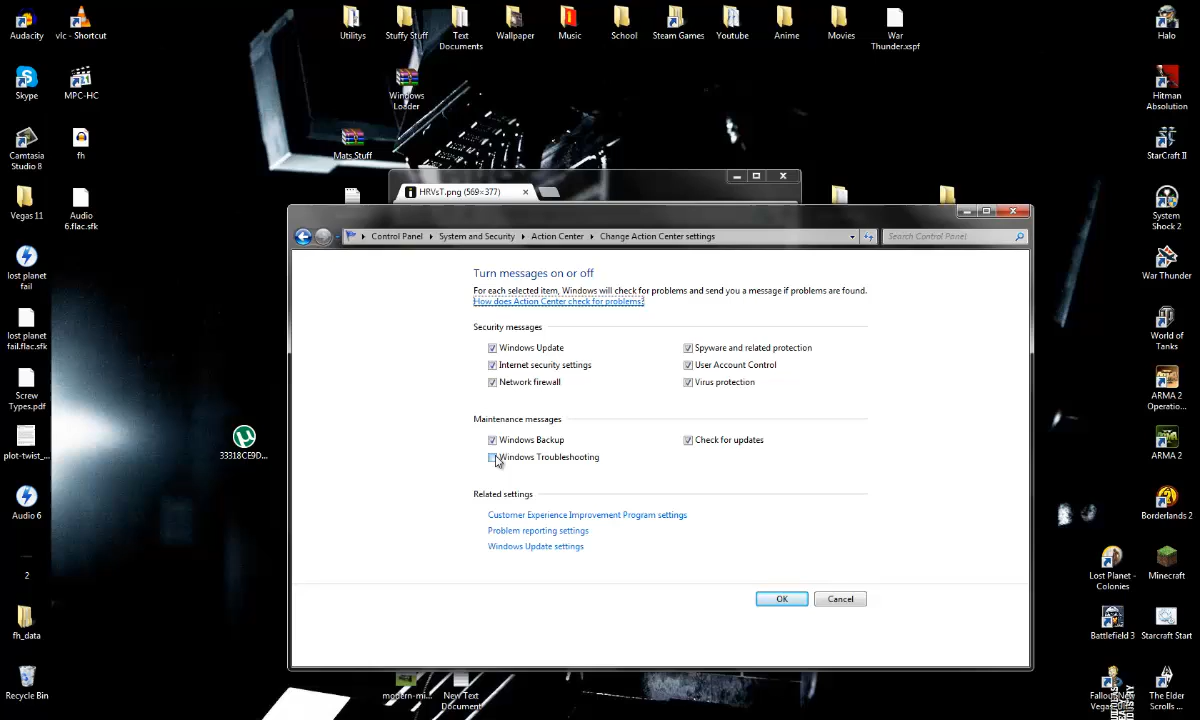 Audacity
vlc - Shortcut
Utilitys
Stuffy Stuff
Text
Documents
Wallpaper
Music
School
Steam Games
Youtube
Anime
Movies
War
Thunder.xspf
Halo
Skype
MPC-HC
Windows
Loader
Hitman
Absolution
Camtasia
Studio 8
fh
Mats Stuff
StarCraft II
HRVsT.png (569×377)
Vegas 11
Audio
6.flac.sfk
System
Shock 2
Control Panel
System and Security
Action Center
Change Action Center settings
Search Control Panel
lost planet
fail
War Thunder
Turn messages on or off
For each selected item, Windows will check for problems and send you a message if problems are found.
How does Action Center check for problems?
Security messages
Windows Update
Spyware and related protection
Internet security settings
User Account Control
Network firewall
Virus protection
lost planet
fail.flac.sfk
World of
Tanks
Screw
Types.pdf
ARMA 2
Operatio...
Maintenance messages
Windows Backup
Check for updates
Windows Troubleshooting
plot-twist_...
33318CE9D...
ARMA 2
Related settings
Customer Experience Improvement Program settings
Problem reporting settings
Windows Update settings
Audio 6
Borderlands 2
2
Lost Planet -
Colonies
Minecraft
OK
Cancel
fh_data
Battlefield 3
Starcraft Start
Recycle Bin
modern-mi...
New Text
Document
Fallout New
Vegas
The Elder
Scrolls ...